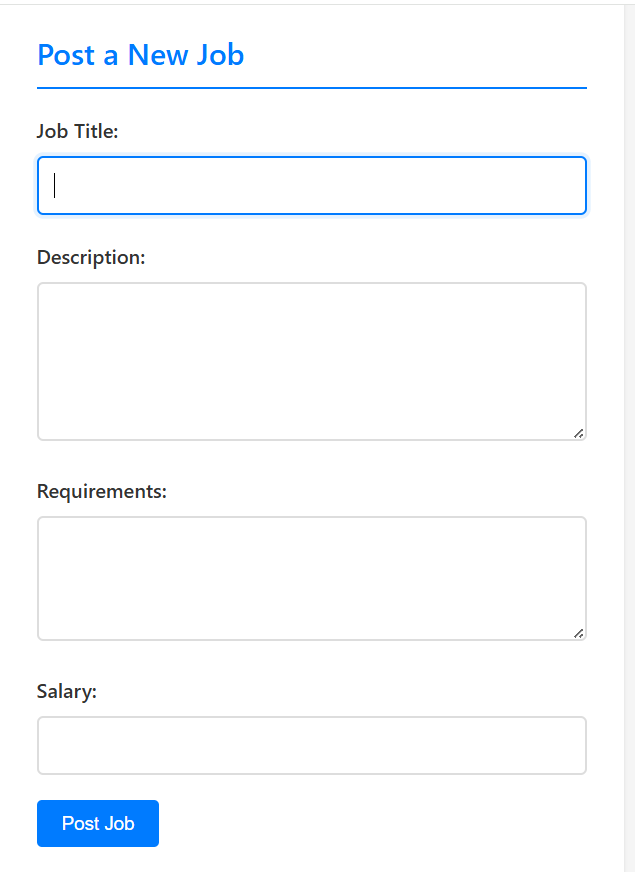 Post a New Job
Job Title:
Description:
Requirements:
Salary:
Post Job